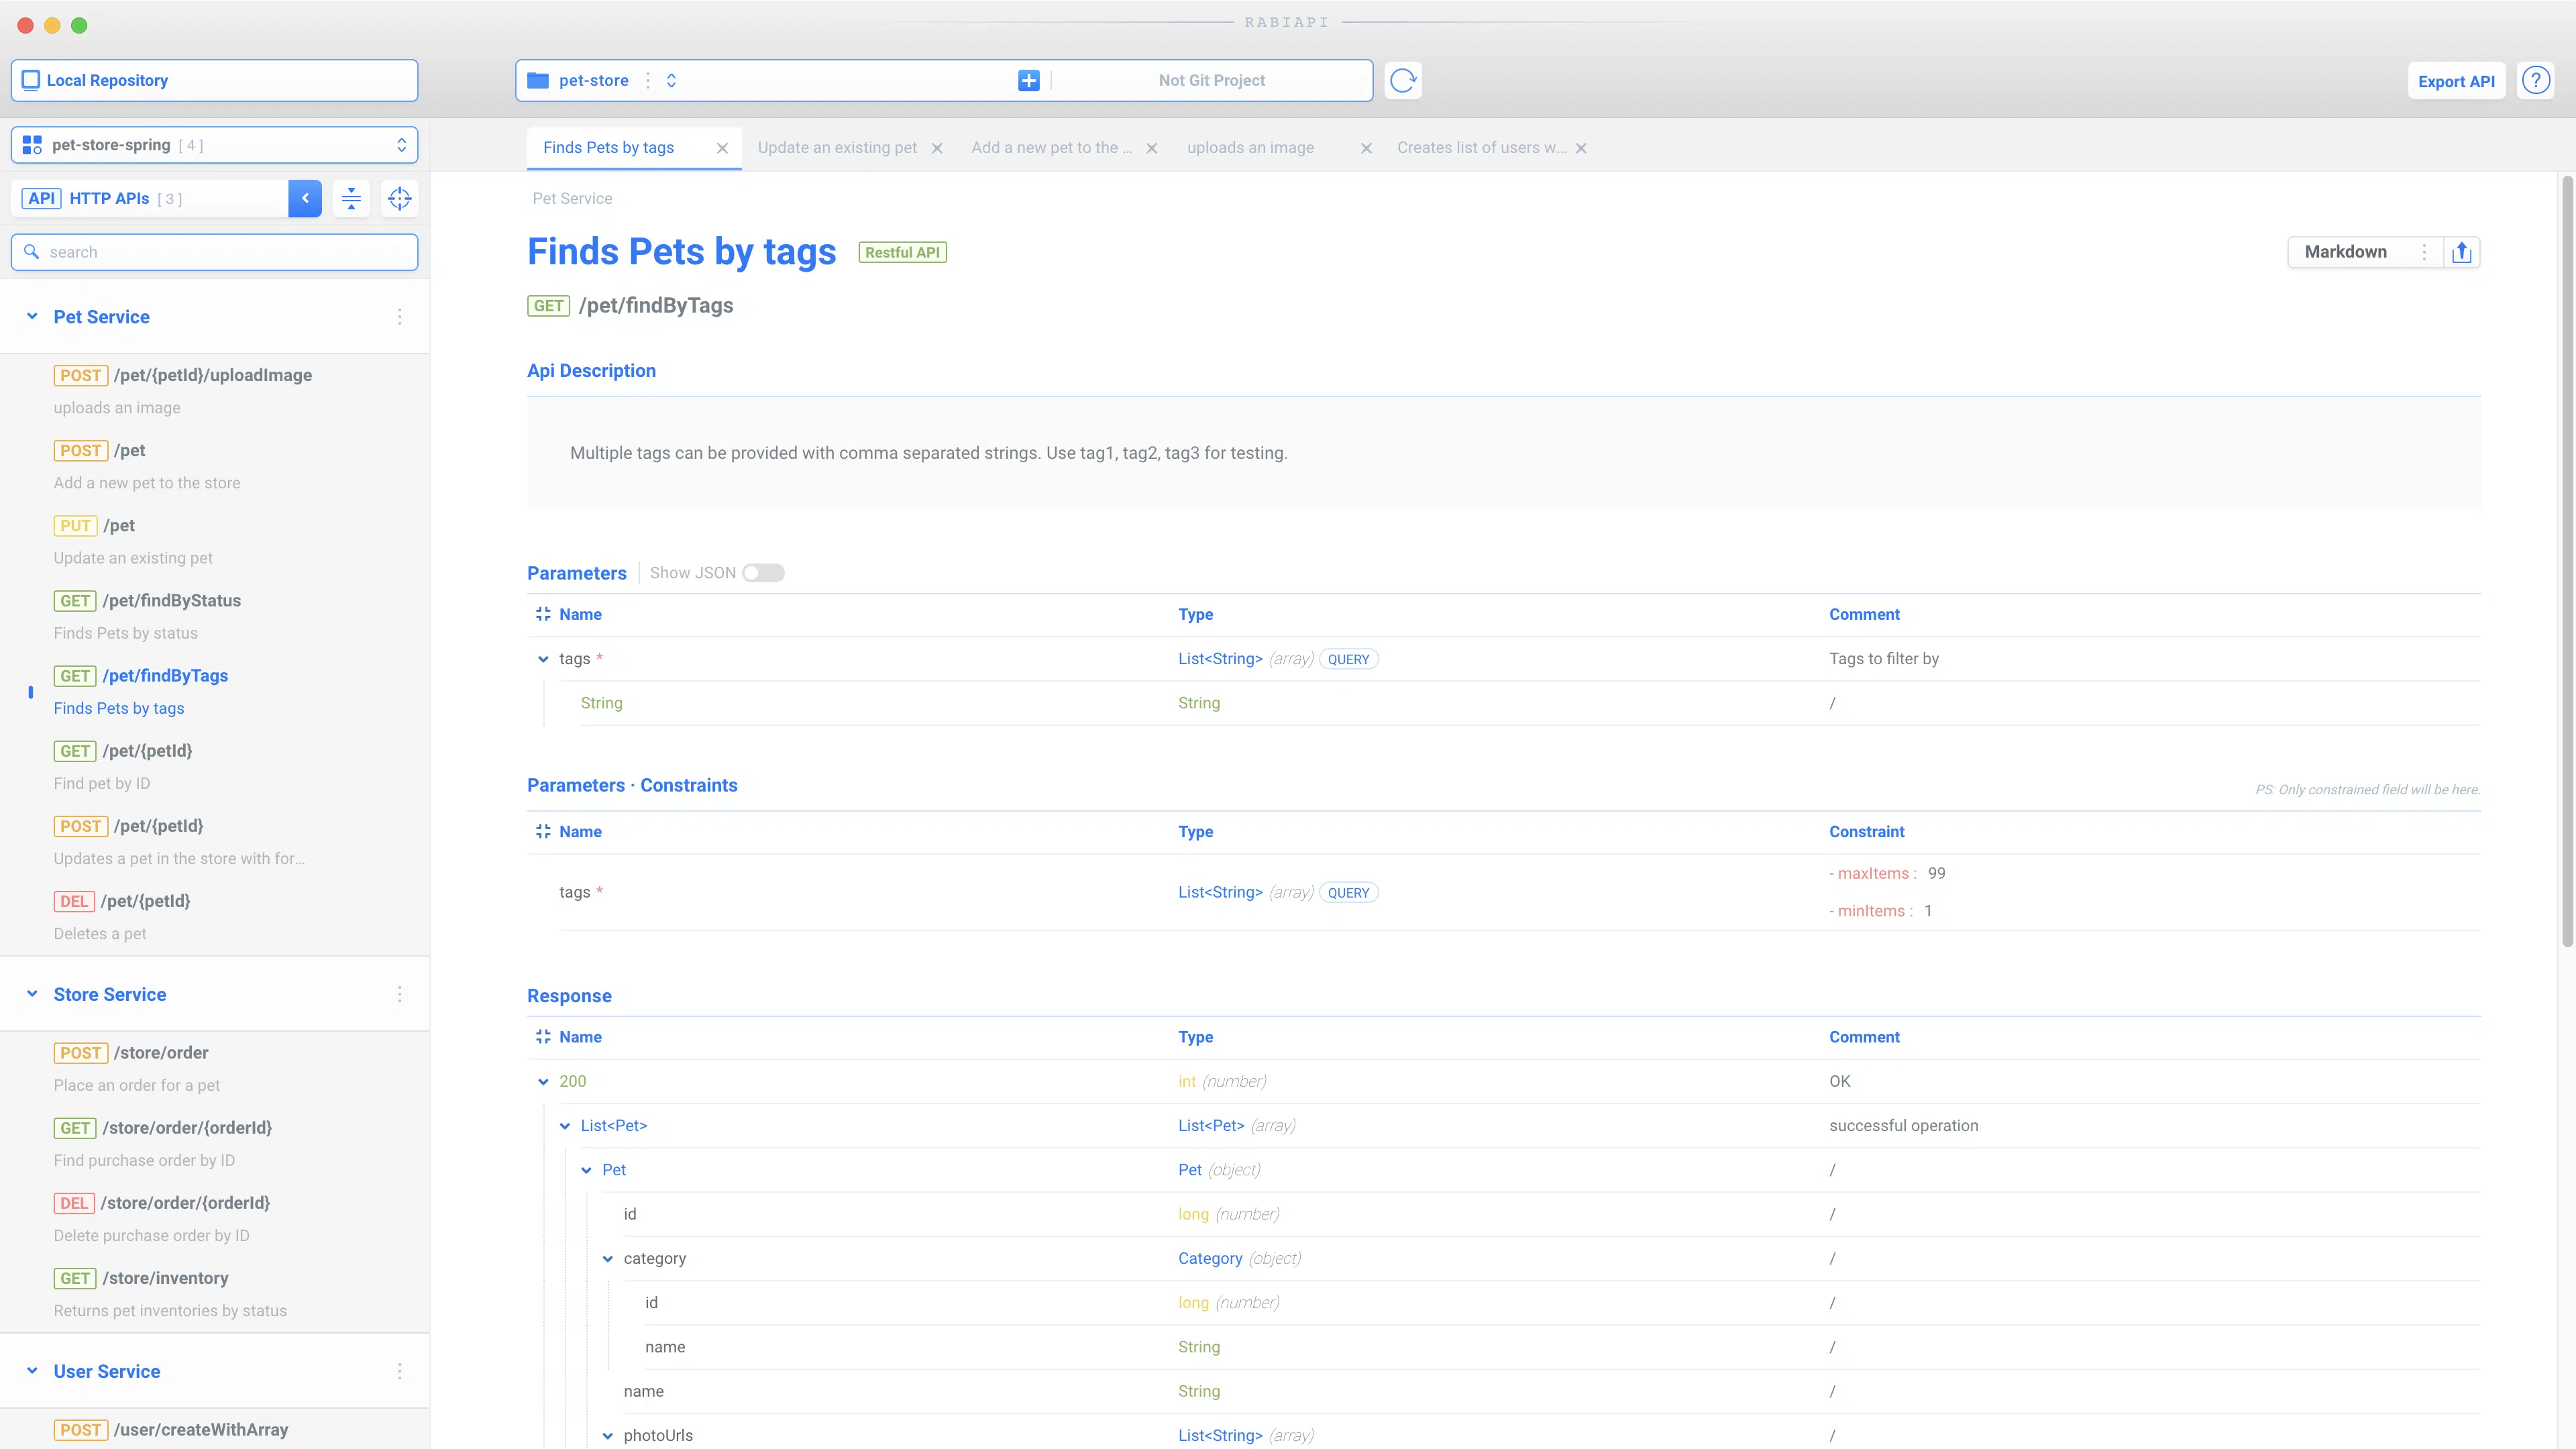 RABIAPI
Local Repository
pet-store
Not Git Project
Export API
?
pet-store-spring [ 4 ]
API HTTP APIs [ 3 ]
search
Pet Service
POST /pet/{petId}/uploadImage
uploads an image
POST /pet
Add a new pet to the store
PUT /pet
Update an existing pet
GET /pet/findByStatus
Finds Pets by status
GET /pet/findByTags
Finds Pets by tags
GET /pet/{petId}
Find pet by ID
POST /pet/{petId}
Updates a pet in the store with for...
DEL /pet/{petId}
Deletes a pet
Store Service
POST /store/order
Place an order for a pet
GET /store/order/{orderId}
Find purchase order by ID
DEL /store/order/{orderId}
Delete purchase order by ID
GET /store/inventory
Returns pet inventories by status
User Service
POST /user/createWithArray
Finds Pets by tags
Update an existing pet
Add a new pet to the ...
uploads an image
Creates list of users w...
Pet Service
Finds Pets by tags Restful API
Markdown
GET /pet/findByTags
Api Description
Multiple tags can be provided with comma separated strings. Use tag1, tag2, tag3 for testing.
Parameters Show JSON
Name Type Comment
tags * List<String> (array) QUERY Tags to filter by
String String /
Parameters · Constraints
PS: Only constrained field will be here.
Name Type Constraint
tags * List<String> (array) QUERY
- maxItems : 99
- minItems : 1
Response
Name Type Comment
200 int (number) OK
List<Pet> List<Pet> (array) successful operation
Pet Pet (object) /
id long (number) /
category Category (object) /
id long (number) /
name String /
name String /
photoUrls List<String> (array) /